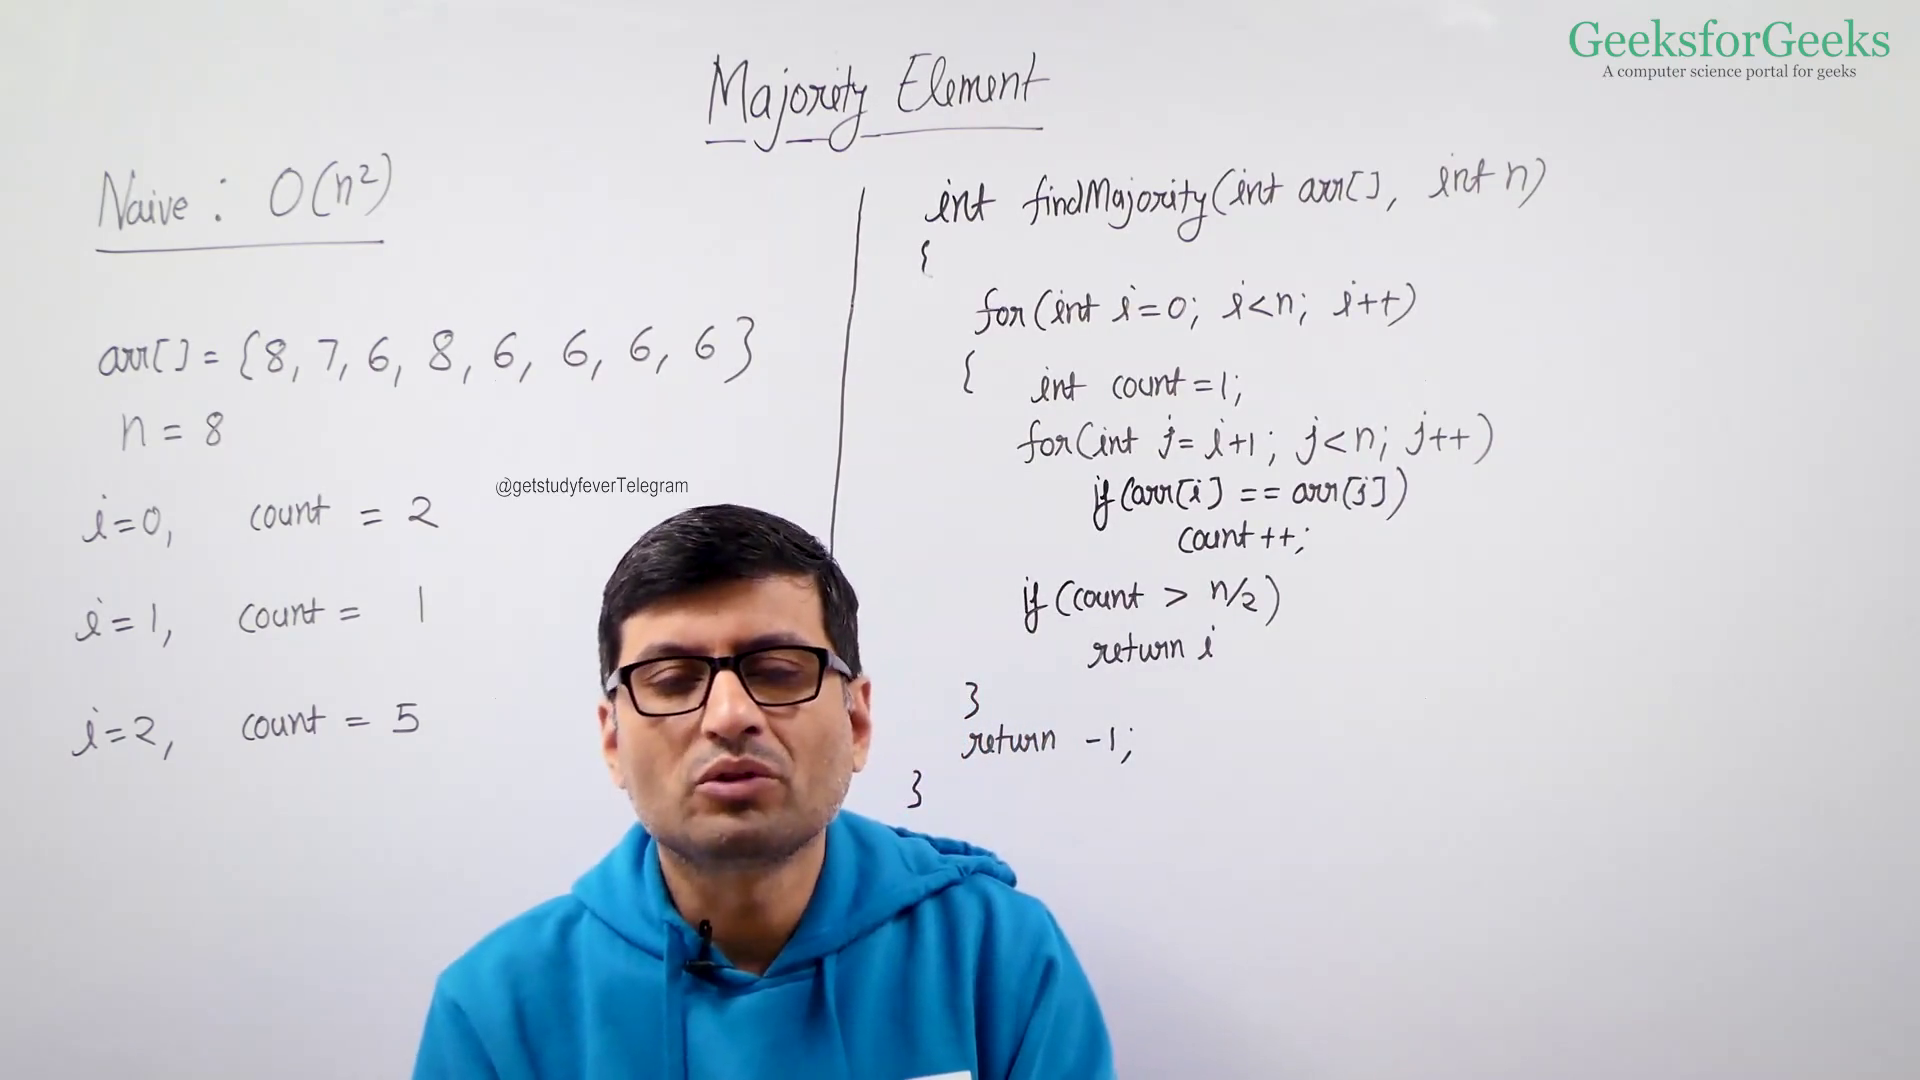 GeeksforGeeks
A computer science portal for geeks
Majority Element
Naive : O(n²)
arr[] = {8, 7, 6, 8, 6, 6, 6, 6}
n = 8
i=0, count = 2
i=1, count = 1
i=2, count = 5
@getstudyfeverTelegram
int findMajority(int arr[], int n)
{
for(int i=0; i<n; i++)
{ int count=1;
for(int j=i+1; j<n; j++)
if(arr[i] == arr[j])
count++;
if(count > n/2)
return i
}
return -1;
}